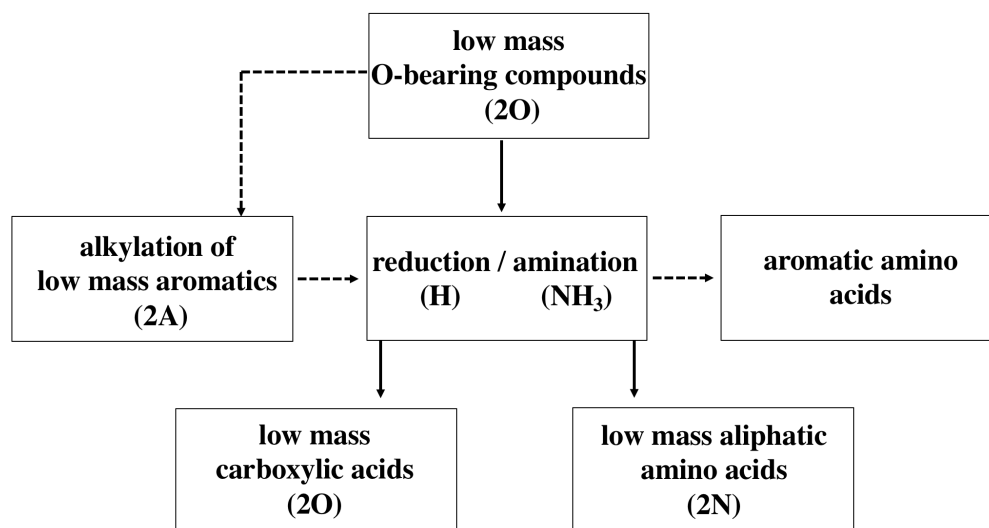 low mass
O-bearing compounds
(2O)
alkylation of
low mass aromatics
(2A)
reduction / amination
(H) (NH₃)
aromatic amino
acids
low mass
carboxylic acids
(2O)
low mass aliphatic
amino acids
(2N)